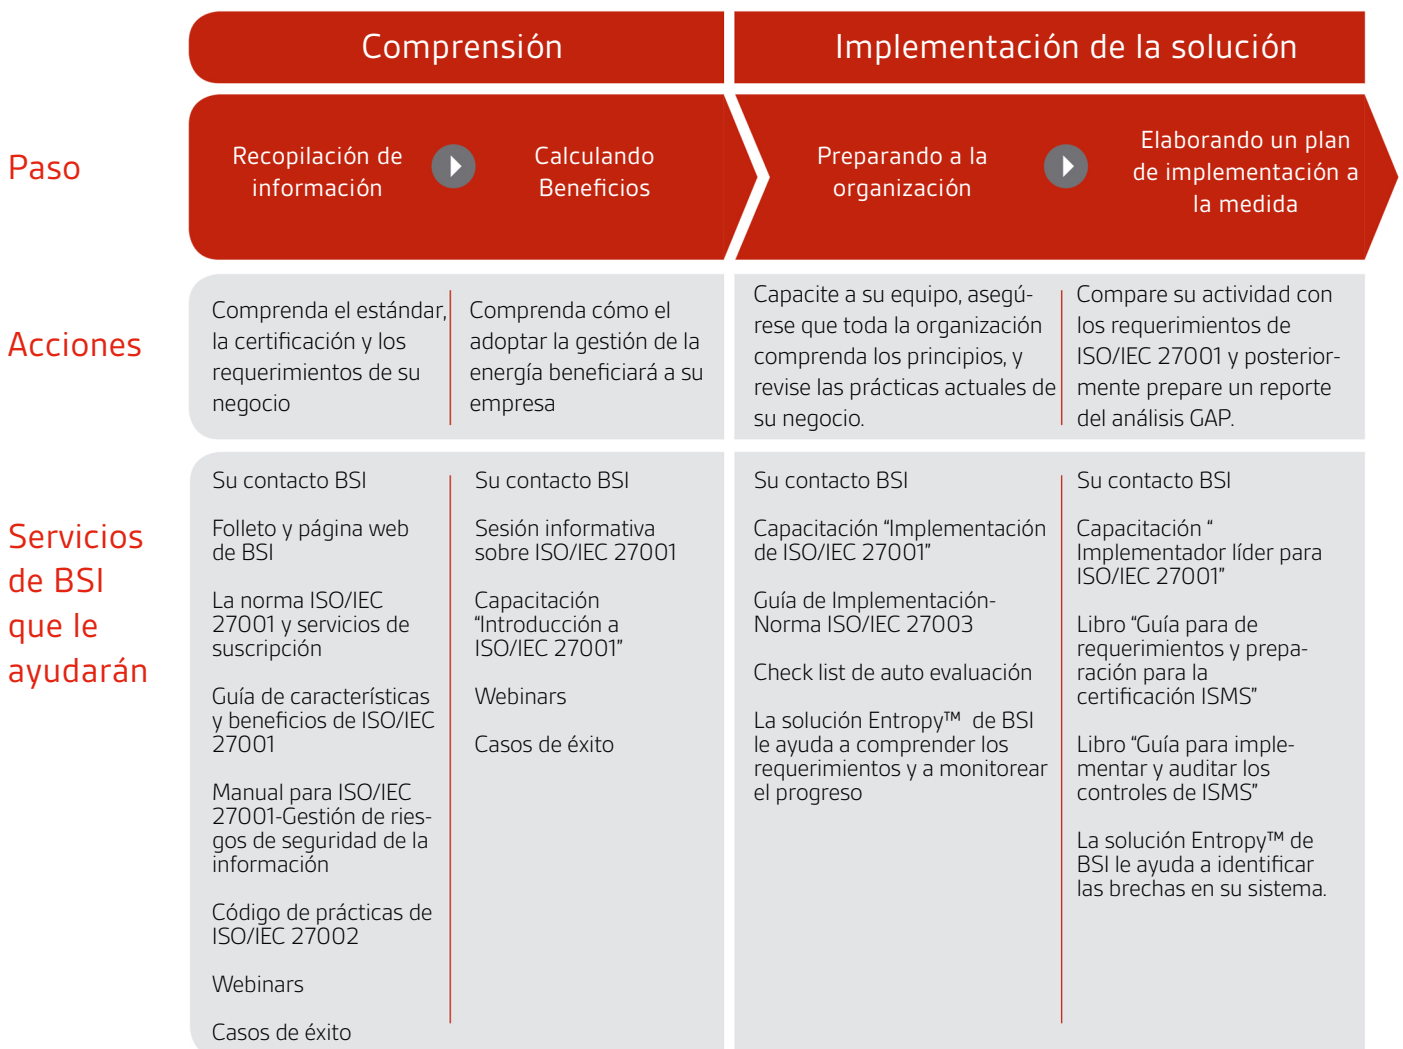 Comprensión
Implementación de la solución
Paso
Recopilación de
información
Calculando
Beneficios
Preparando a la
organización
Elaborando un plan
de implementación a
la medida
Acciones
Comprenda el estándar,
la certificación y los
requerimientos de su
negocio
Comprenda cómo el
adoptar la gestión de la
energía beneficiará a su
empresa
Capacite a su equipo, asegú-
rese que toda la organización
comprenda los principios, y
revise las prácticas actuales de
su negocio.
Compare su actividad con
los requerimientos de
ISO/IEC 27001 y posterior-
mente prepare un reporte
del análisis GAP.
Servicios
de BSI
que le
ayudarán
Su contacto BSI
Folleto y página web
de BSI
La norma ISO/IEC
27001 y servicios de
suscripción
Guía de características
y beneficios de ISO/IEC
27001
Manual para ISO/IEC
27001-Gestión de ries-
gos de seguridad de la
información
Código de prácticas de
ISO/IEC 27002
Webinars
Casos de éxito
Su contacto BSI
Sesión informativa
sobre ISO/IEC 27001
Capacitación
“Introducción a
ISO/IEC 27001”
Webinars
Casos de éxito
Su contacto BSI
Capacitación “Implementación
de ISO/IEC 27001”
Guía de Implementación-
Norma ISO/IEC 27003
Check list de auto evaluación
La solución Entropy™ de BSI
le ayuda a comprender los
requerimientos y a monitorear
el progreso
Su contacto BSI
Capacitación “
Implementador líder para
ISO/IEC 27001”
Libro “Guía para de
requerimientos y prepa-
ración para la
certificación ISMS”
Libro “Guía para imple-
mentar y auditar los
controles de ISMS”
La solución Entropy™ de
BSI le ayuda a identificar
las brechas en su sistema.